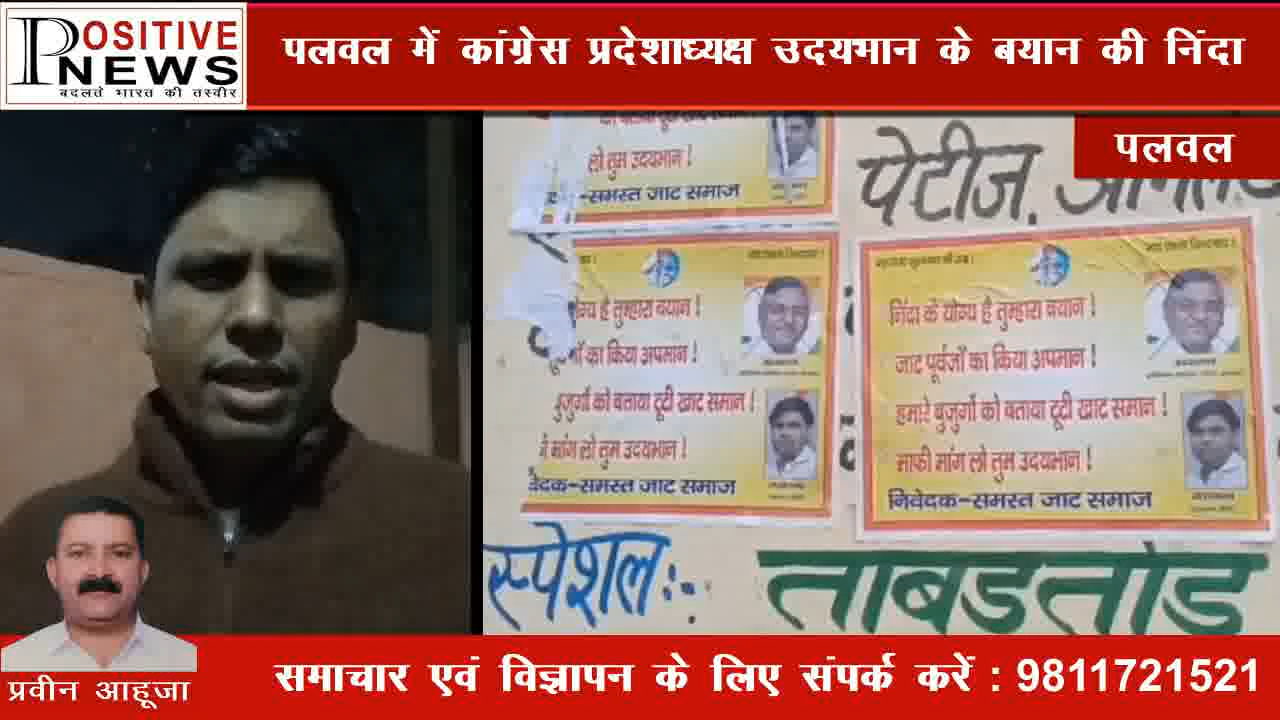 POSITIVE
NEWS
बदलते भारत की तस्वीर
पलवल में कांग्रेस प्रदेशाध्यक्ष उदयभान के बयान की निंदा
पलवल
पेटीज,
लो तुम उदयभान !
समस्त जाट समाज
है तुम्हारा बयान !
का किया अपमान !
बुजुर्गों को बताया टूटी खाट समान !
मांग लो तुम उदयभान !
समस्त जाट समाज
निंदा के योग्य है तुम्हारा बयान !
जाट पूर्वजों का किया अपमान !
हमारे बुजुर्गों को बताया टूटी खाट समान !
माफी मांग लो तुम उदयभान !
निवेदक-समस्त जाट समाज
स्पेशल:-
ताबडतोड
प्रवीन आहूजा
समाचार एवं विज्ञापन के लिए संपर्क करें : 9811721521